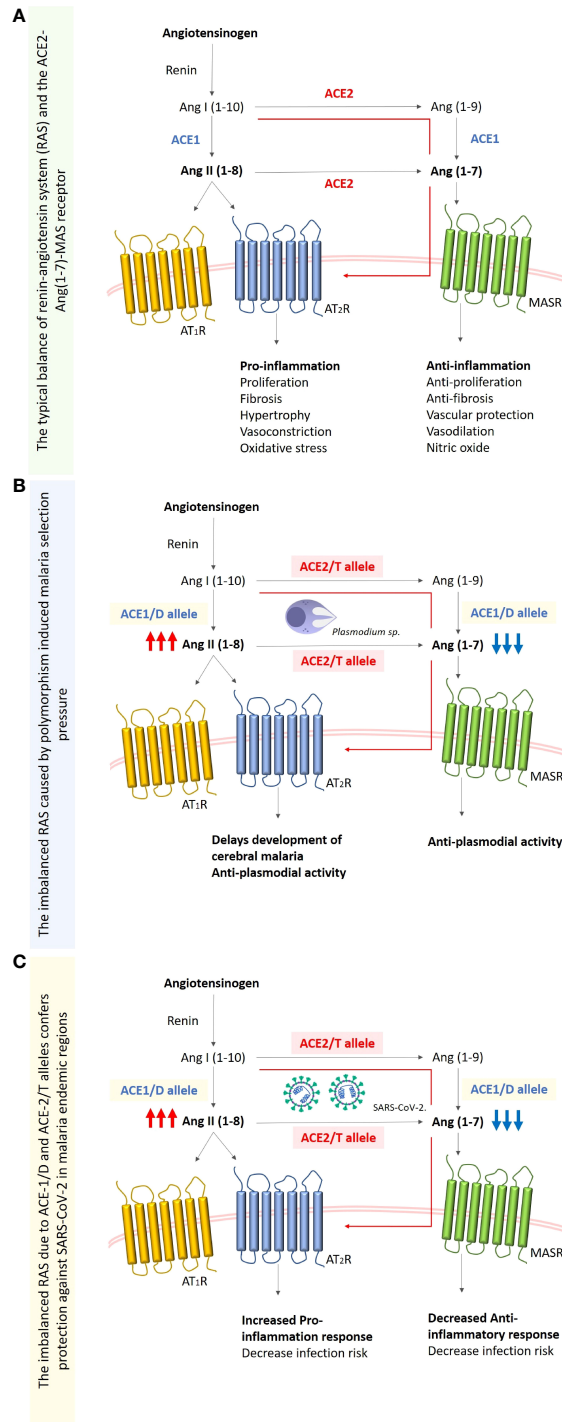 A
The typical balance of renin-angiotensin system (RAS) and the ACE2-
Ang(1-7)-MAS receptor
Angiotensinogen
Renin
Ang I (1-10)
ACE2
Ang (1-9)
ACE1
ACE1
Ang II (1-8)
ACE2
Ang (1-7)
AT1R
AT2R
MASR
Pro-inflammation
Proliferation
Fibrosis
Hypertrophy
Vasoconstriction
Oxidative stress
Anti-inflammation
Anti-proliferation
Anti-fibrosis
Vascular protection
Vasodilation
Nitric oxide
B
The imbalanced RAS caused by polymorphism induced malaria selection
pressure
Angiotensinogen
Renin
Ang I (1-10)
ACE2/T allele
Ang (1-9)
ACE1/D allele
ACE1/D allele
Plasmodium sp.
Ang II (1-8)
ACE2/T allele
Ang (1-7)
AT1R
AT2R
MASR
Delays development of
cerebral malaria
Anti-plasmodial activity
Anti-plasmodial activity
C
The imbalanced RAS due to ACE-1/D and ACE-2/T alleles confers
protection against SARS-CoV-2 in malaria endemic regions
Angiotensinogen
Renin
Ang I (1-10)
ACE2/T allele
Ang (1-9)
ACE1/D allele
ACE1/D allele
SARS-CoV-2.
Ang II (1-8)
ACE2/T allele
Ang (1-7)
AT1R
AT2R
MASR
Increased Pro-
inflammation response
Decrease infection risk
Decreased Anti-
inflammatory response
Decrease infection risk